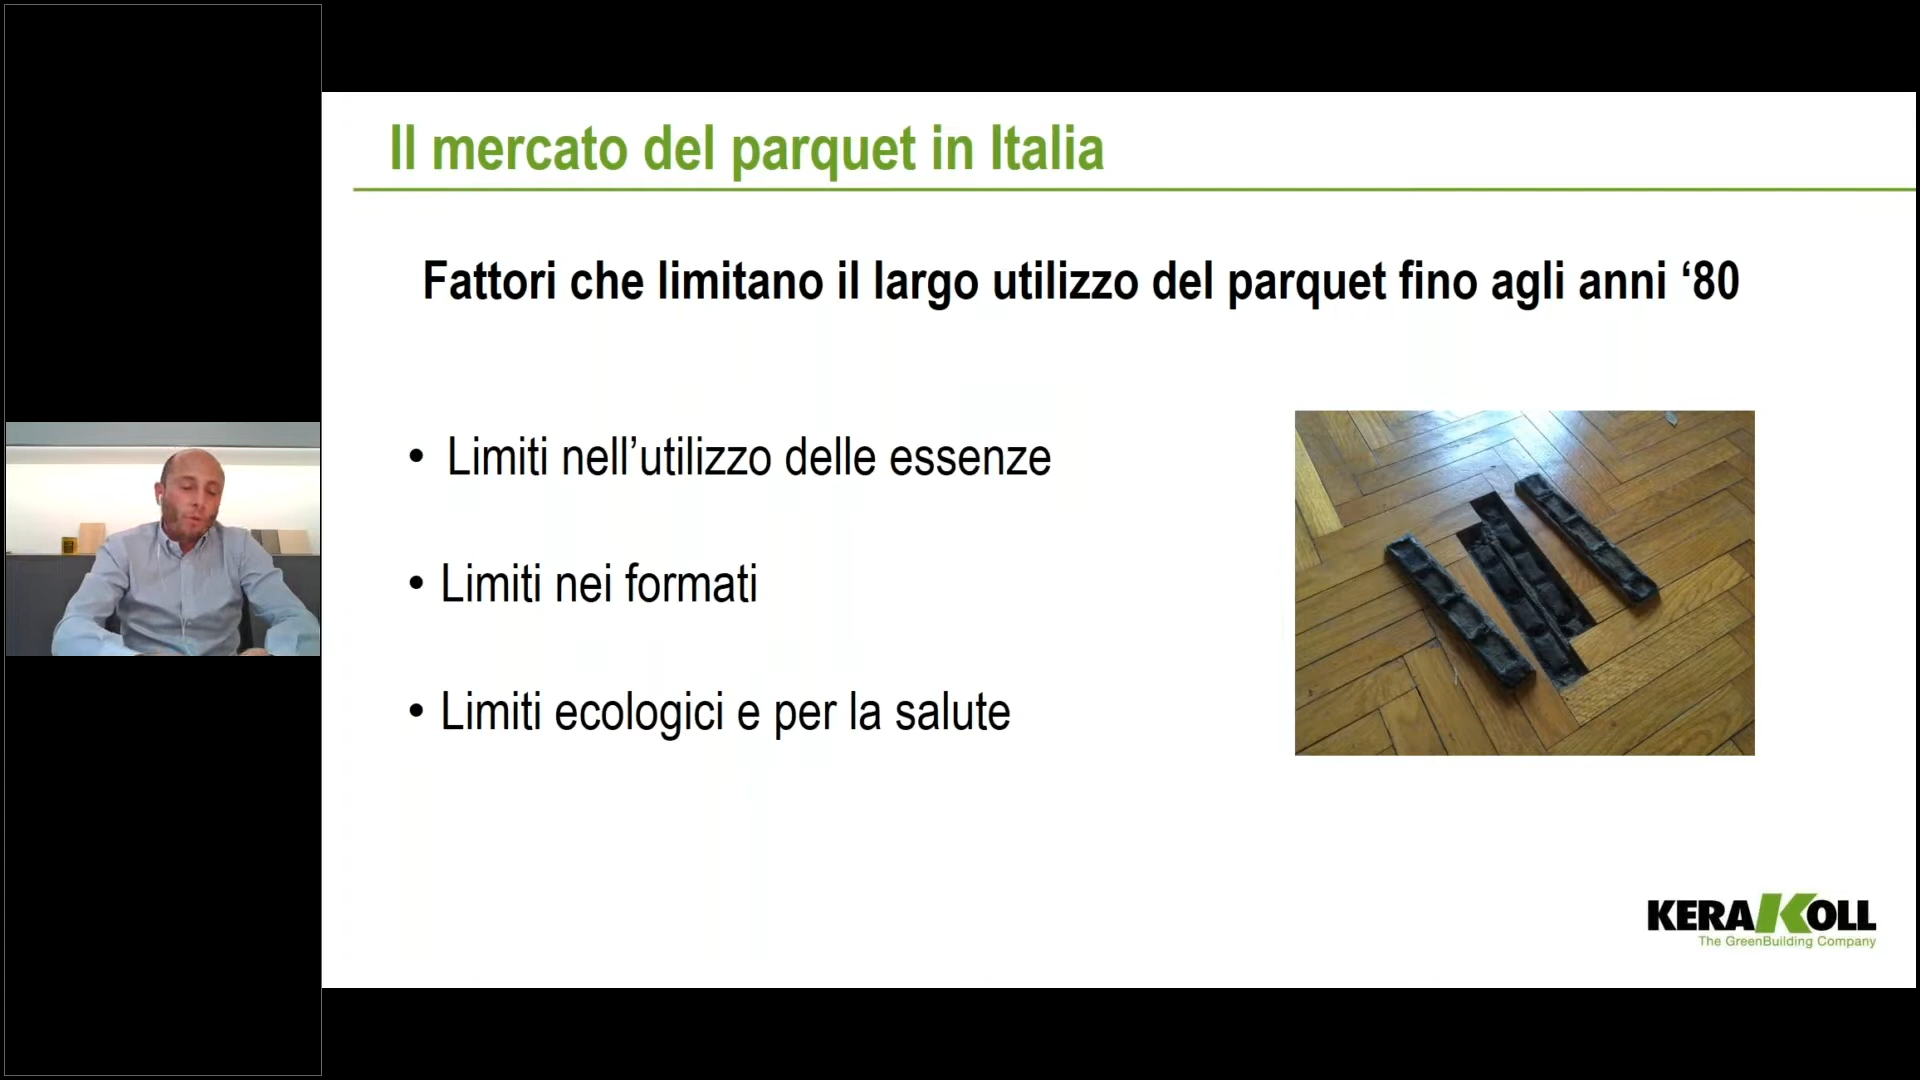 Il mercato del parquet in Italia
Fattori che limitano il largo utilizzo del parquet fino agli anni ‘80
• Limiti nell’utilizzo delle essenze
• Limiti nei formati
• Limiti ecologici e per la salute
KERAKOLL
The GreenBuilding Company